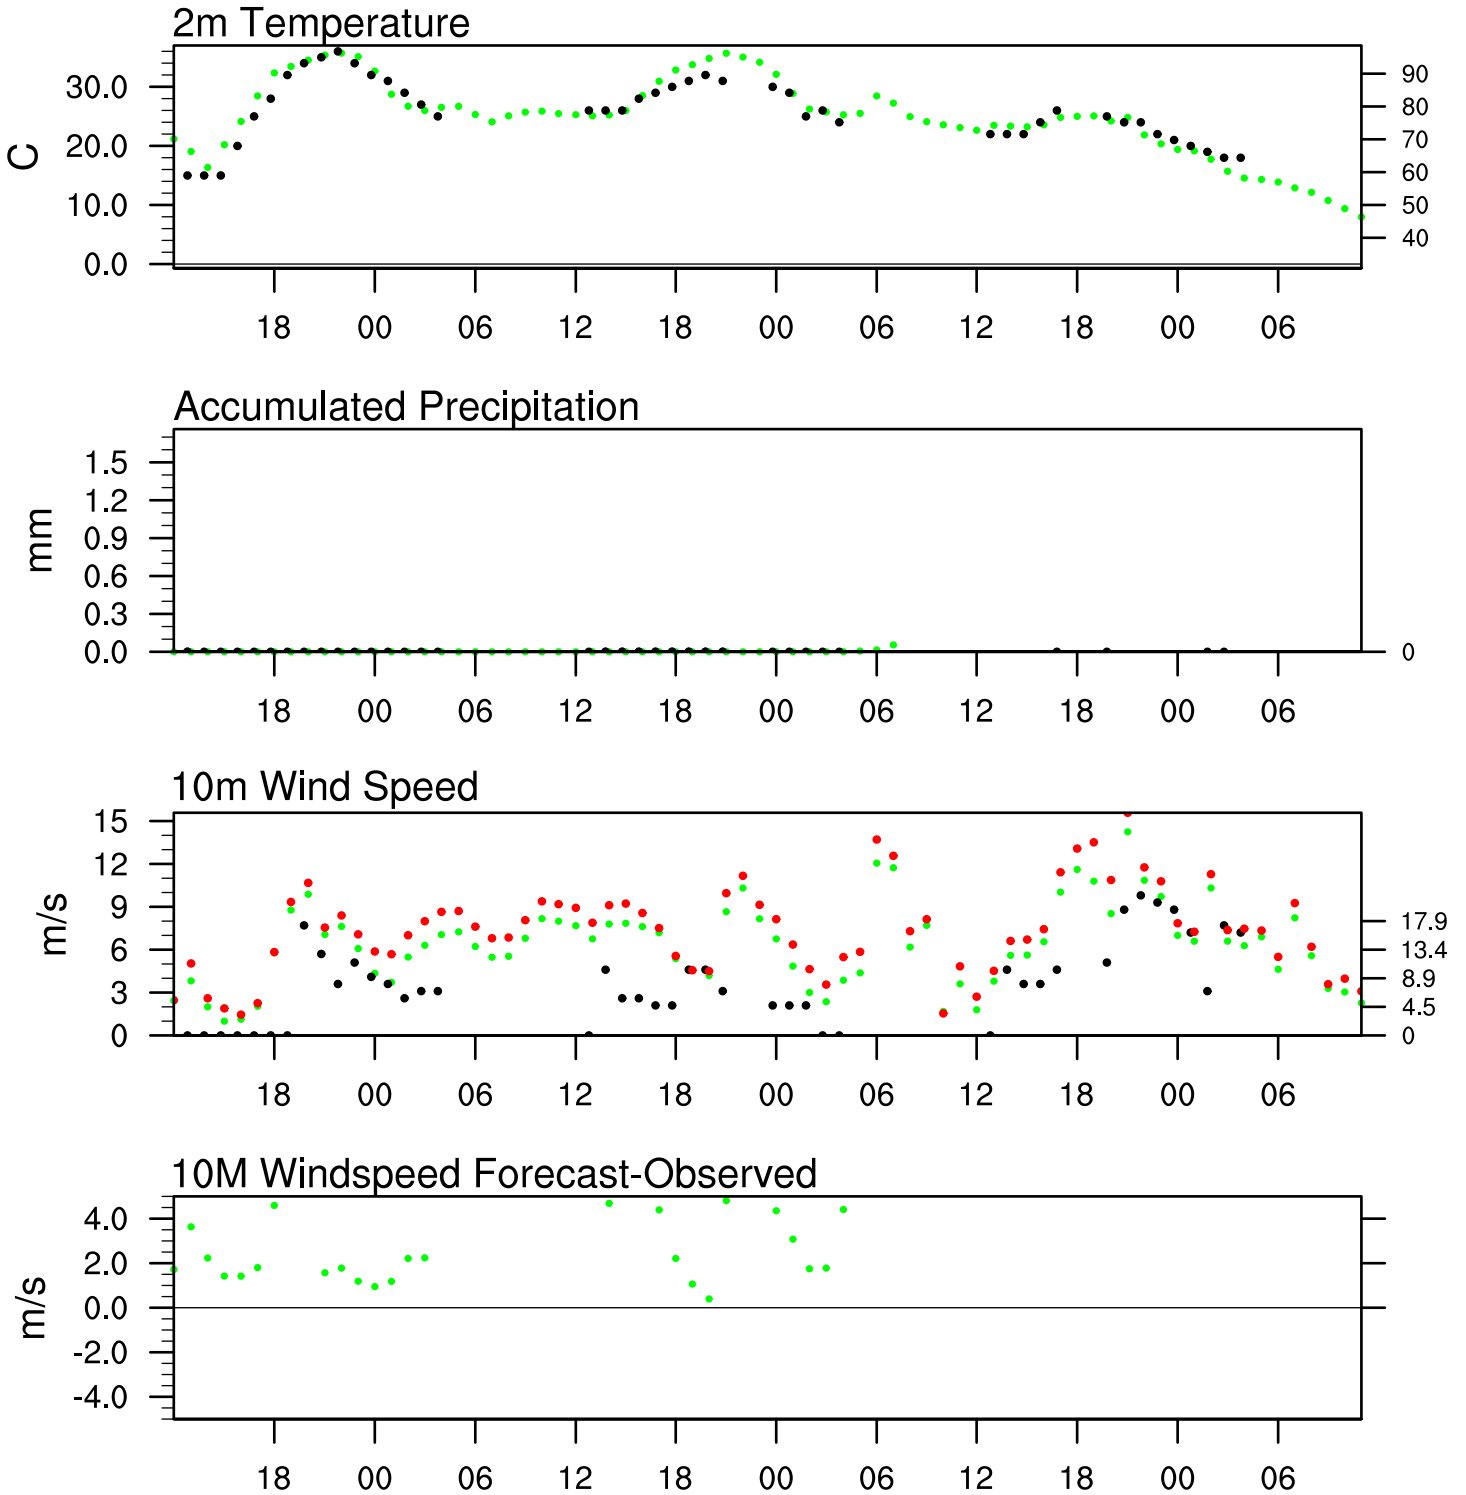 2m Temperature
30.0
20.0
10.0
0.0
C
90
80
70
60
50
40
18 00 06 12 18 00 06 12 18 00 06
Accumulated Precipitation
1.5
1.2
0.9
0.6
0.3
0.0
mm
0
18 00 06 12 18 00 06 12 18 00 06
10m Wind Speed
15
12
9
6
3
0
m/s
17.9
13.4
8.9
4.5
0
18 00 06 12 18 00 06 12 18 00 06
10M Windspeed Forecast-Observed
4.0
2.0
0.0
-2.0
-4.0
m/s
18 00 06 12 18 00 06 12 18 00 06